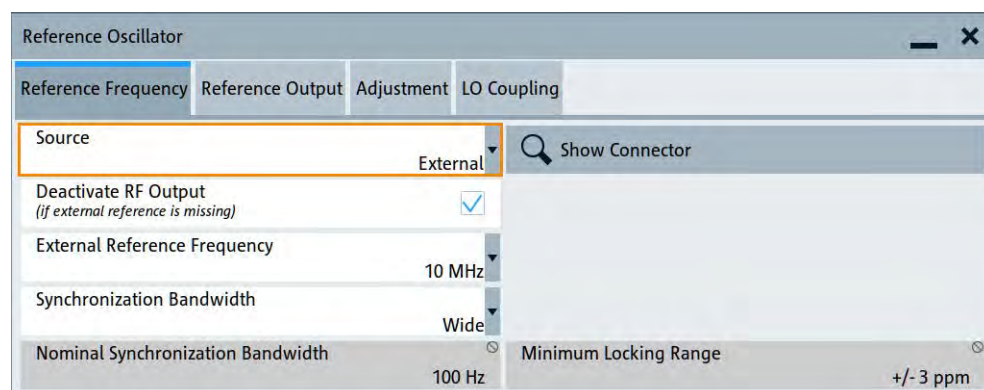 Reference Oscillator
Reference Frequency Reference Output Adjustment LO Coupling
Source
External
Show Connector
Deactivate RF Output
(if external reference is missing)
External Reference Frequency
10 MHz
Synchronization Bandwidth
Wide
Nominal Synchronization Bandwidth
100 Hz
Minimum Locking Range
+/- 3 ppm